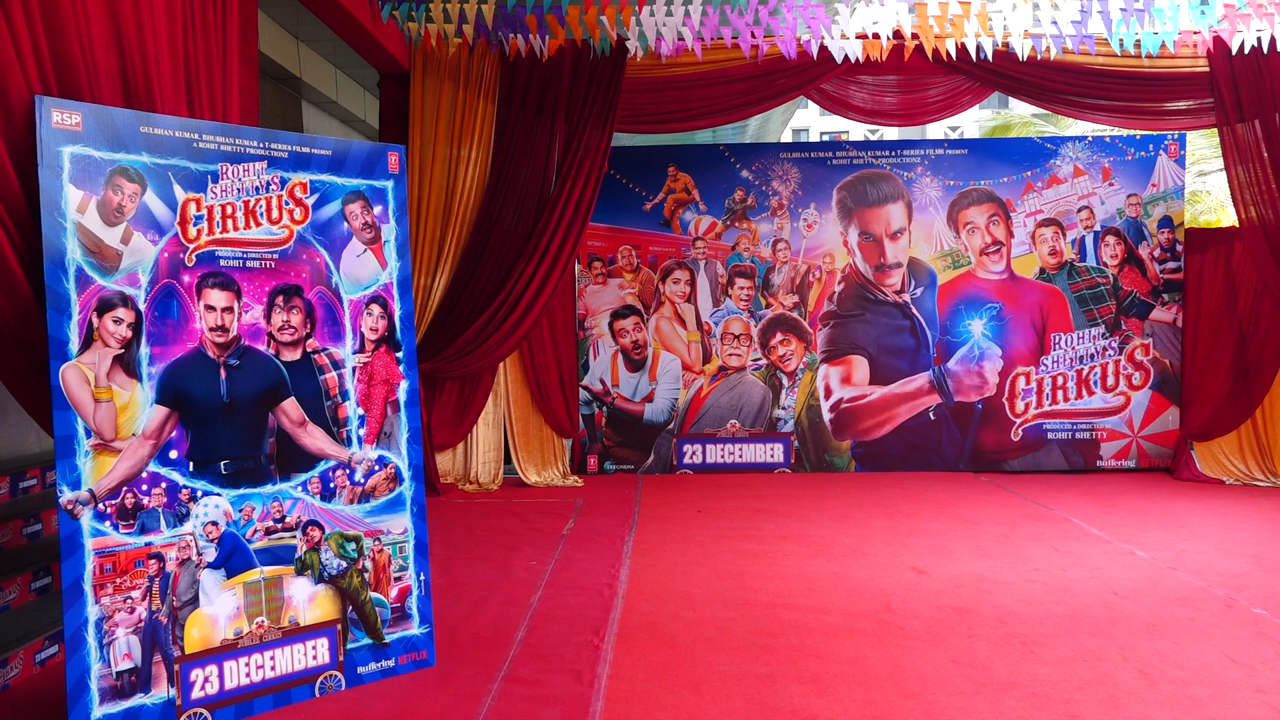 RSP
GULSHAN KUMAR, BHUSHAN KUMAR & T-SERIES FILMS PRESENT
A ROHIT SHETTY PRODUCTIONZ
ROHIT
SHETTY'S
CIRKUS
PRODUCED & DIRECTED BY
ROHIT SHETTY
JUBILEE CIRKUS
23 DECEMBER
Buffering NETFLIX
GULSHAN KUMAR, BHUSHAN KUMAR & T-SERIES FILMS PRESENT
A ROHIT SHETTY PRODUCTIONZ
ROHIT
SHETTY'S
CIRKUS
PRODUCED & DIRECTED BY
ROHIT SHETTY
23 DECEMBER
Buffering NETFLIX